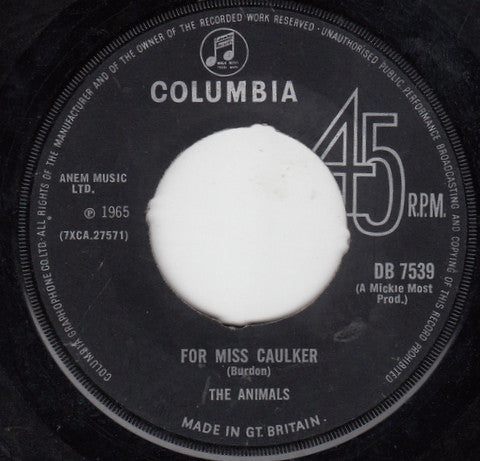 COLUMBIA GRAPHOPHONE CO. LTD. ALL RIGHTS OF THE MANUFACTURER AND OF THE OWNER OF THE RECORDED WORK RESERVED · UNAUTHORISED PUBLIC PERFORMANCE BROADCASTING AND COPYING OF THIS RECORD PROHIBITED
COLUMBIA
45
R.P.M.
ANEM MUSIC
LTD.
℗ 1965
(7XCA.27571)
DB 7539
(A Mickie Most
Prod.)
FOR MISS CAULKER
(Burdon)
THE ANIMALS
MADE IN GT. BRITAIN.